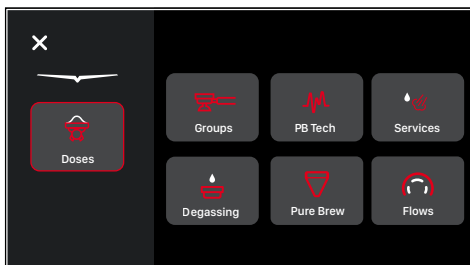 Doses
Groups
PB Tech
Services
Degassing
Pure Brew
Flows